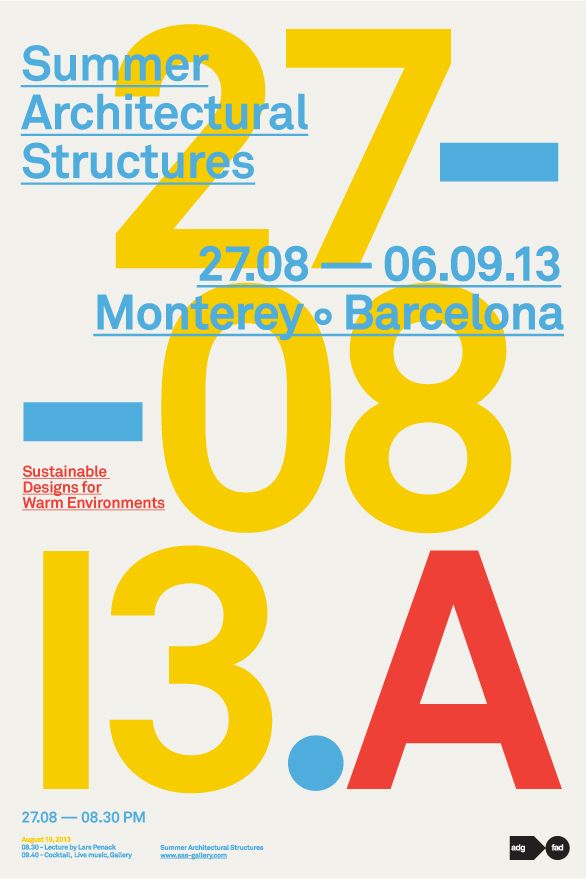 Summer
Architectural
Structures
27-
27.08 — 06.09.13
Monterey o Barcelona
-08
Sustainable
Designs for
Warm Environments
13.A
27.08 — 08.30 PM
August 19, 2013
08.30 - Lecture by Lars Penack
09.40 - Cocktail, Live music, Gallery
Summer Architectural Structures
www.sas-gallery.com
adg fad